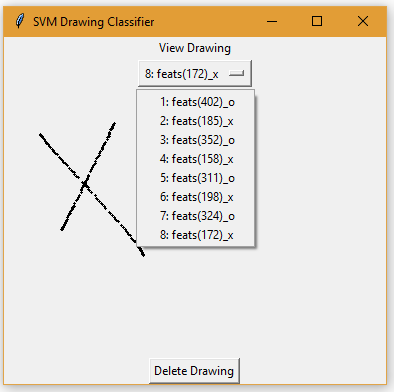 SVM Drawing Classifier
View Drawing
8: feats(172)_x
1: feats(402)_o
2: feats(185)_x
3: feats(352)_o
4: feats(158)_x
5: feats(311)_o
6: feats(198)_x
7: feats(324)_o
8: feats(172)_x
Delete Drawing